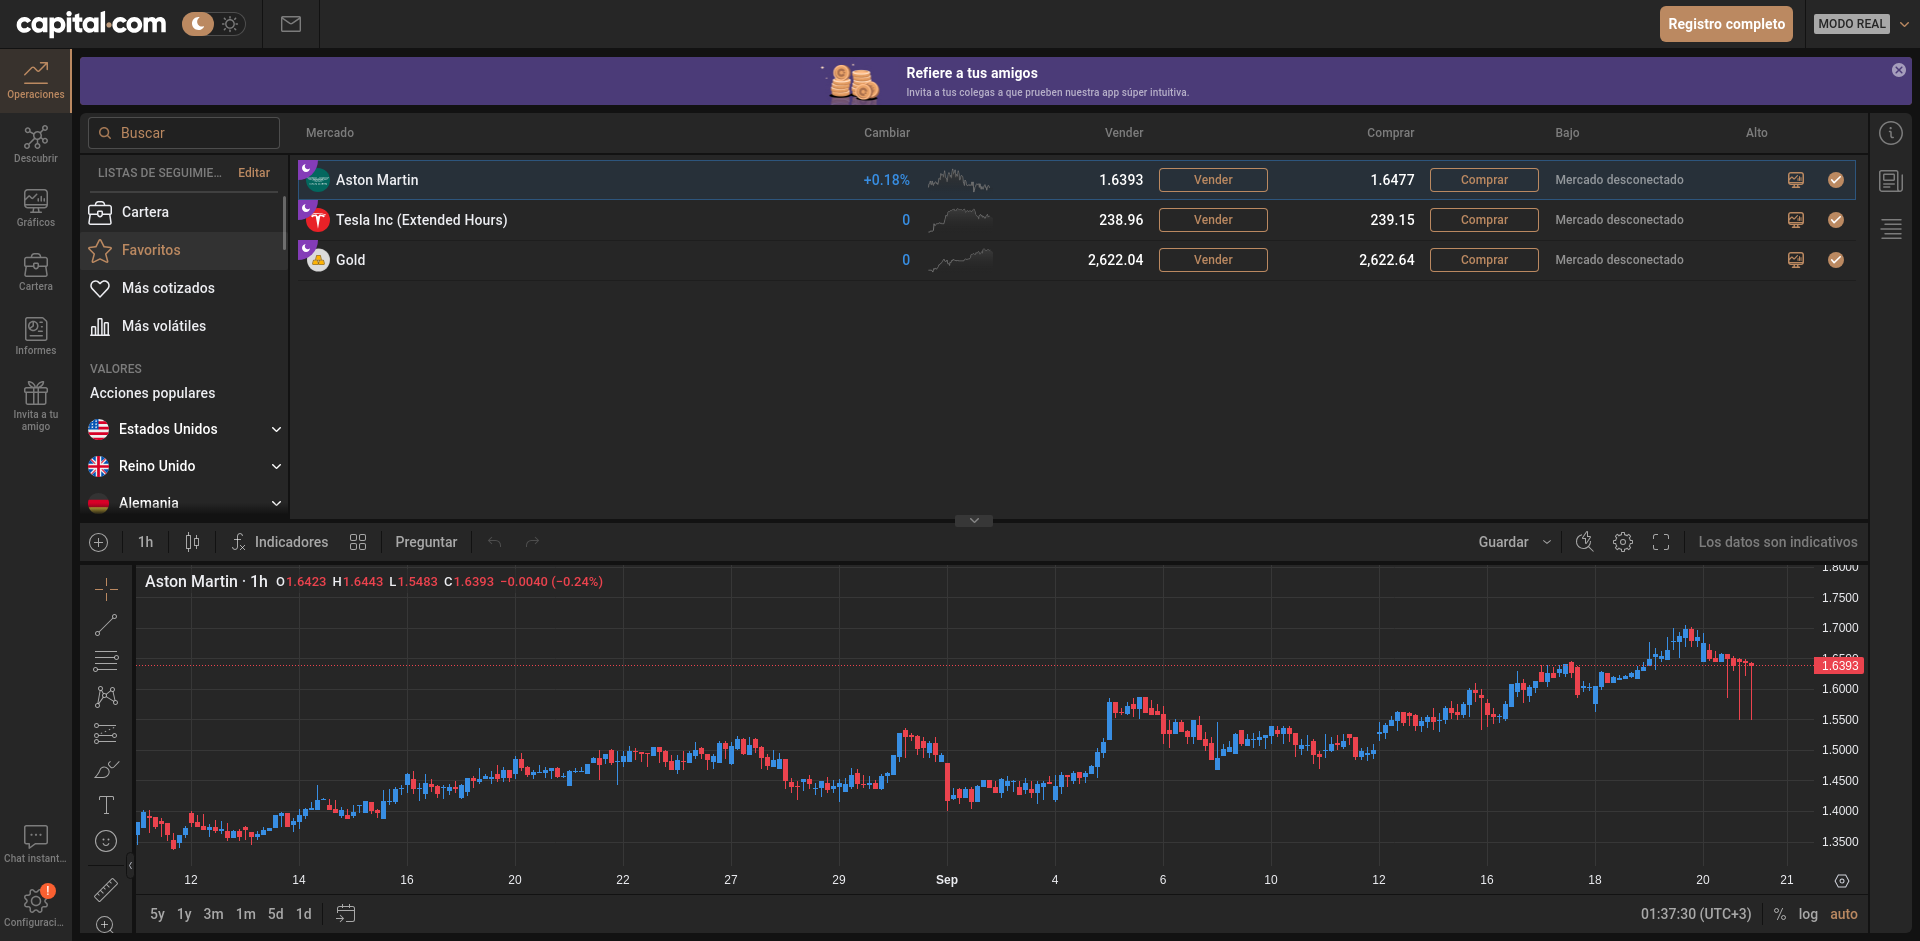 capital.com
Registro completo
MODO REAL
Operaciones
Descubrir
Gráficos
Cartera
Informes
Invita a tu
amigo
Chat instant...
Configuraci...
Refiere a tus amigos
Invita a tus colegas a que prueben nuestra app súper intuitiva.
Buscar
LISTAS DE SEGUIMIE...
Editar
Cartera
Favoritos
Más cotizados
Más volátiles
VALORES
Acciones populares
Estados Unidos
Reino Unido
Alemania
Mercado Cambiar Vender Comprar Bajo Alto
Aston Martin +0.18% 1.6393 Vender 1.6477 Comprar Mercado desconectado
Tesla Inc (Extended Hours) 0 238.96 Vender 239.15 Comprar Mercado desconectado
Gold 0 2,622.04 Vender 2,622.64 Comprar Mercado desconectado
1h Indicadores Preguntar Guardar Los datos son indicativos
Aston Martin · 1h O1.6423 H1.6443 L1.5483 C1.6393 −0.0040 (−0.24%)
1.8000
1.7500
1.7000
1.6393
1.6000
1.5500
1.5000
1.4500
1.4000
1.3500
12 14 16 20 22 27 29 Sep 4 6 10 12 16 18 20 21
5y 1y 3m 1m 5d 1d 01:37:30 (UTC+3) % log auto